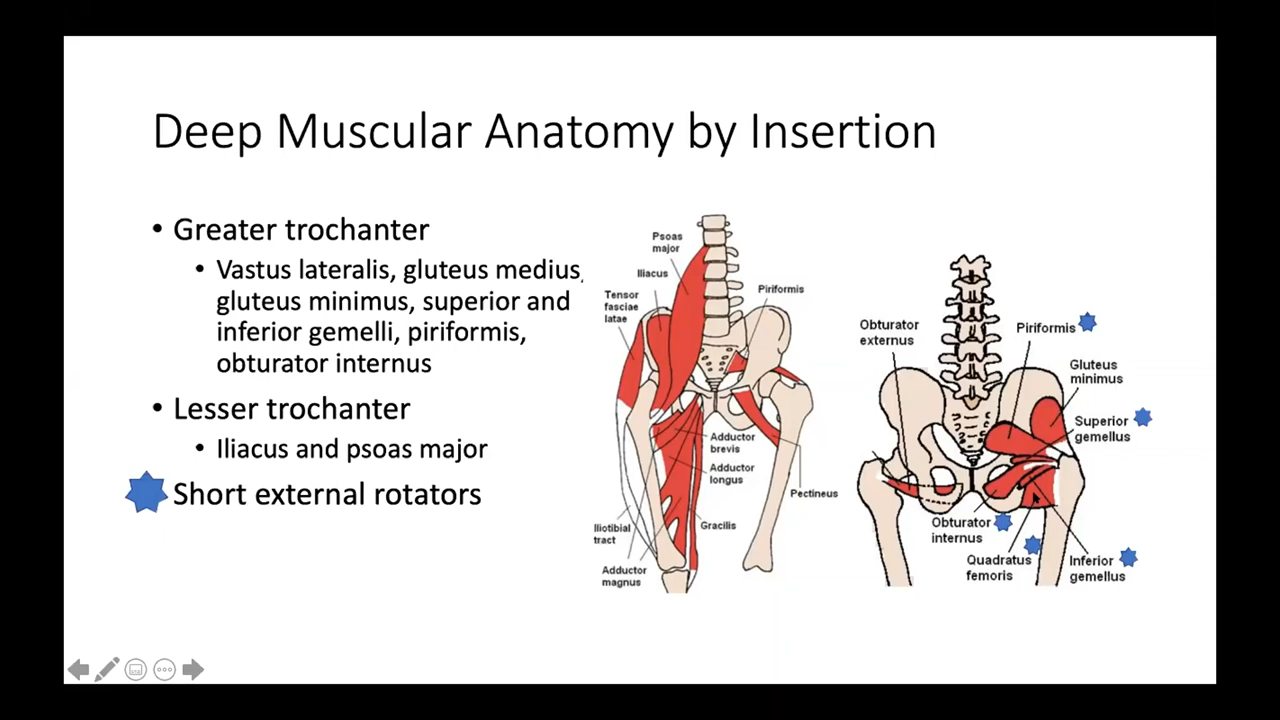 Deep Muscular Anatomy by Insertion
• Greater trochanter
• Vastus lateralis, gluteus medius,
gluteus minimus, superior and
inferior gemelli, piriformis,
obturator internus
• Lesser trochanter
• Iliacus and psoas major
Short external rotators
Psoas
major
Iliacus
Tensor
fasciae
latae
Piriformis
Adductor
brevis
Adductor
longus
Pectineus
Gracilis
Iliotibial
tract
Adductor
magnus
Obturator
externus
Piriformis
Gluteus
minimus
Superior
gemellus
Obturator
internus
Quadratus
femoris
Inferior
gemellus